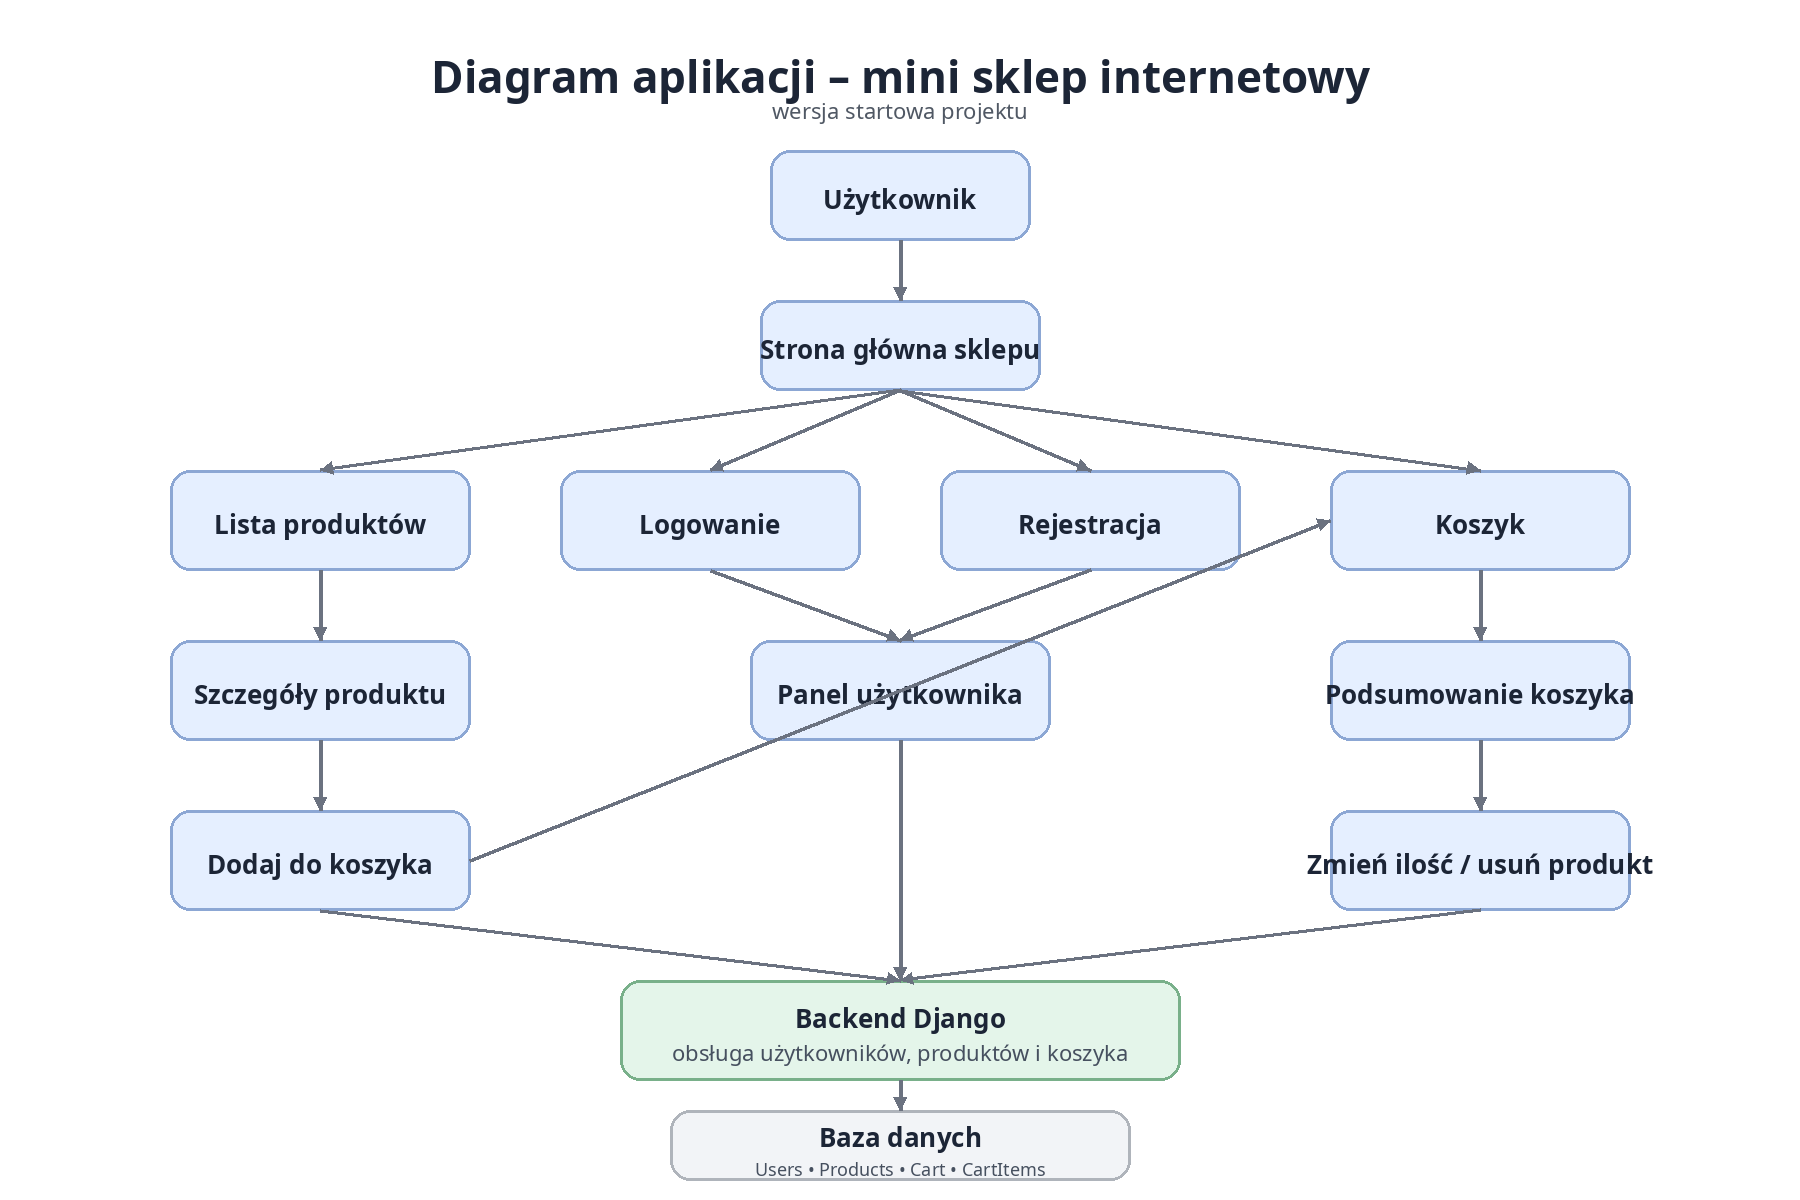 Diagram aplikacji – mini sklep internetowy
wersja startowa projektu
Użytkownik
Strona główna sklepu
Lista produktów
Logowanie
Rejestracja
Koszyk
Szczegóły produktu
Panel użytkownika
Podsumowanie koszyka
Dodaj do koszyka
Zmień ilość / usuń produkt
Backend Django
obsługa użytkowników, produktów i koszyka
Baza danych
Users • Products • Cart • CartItems